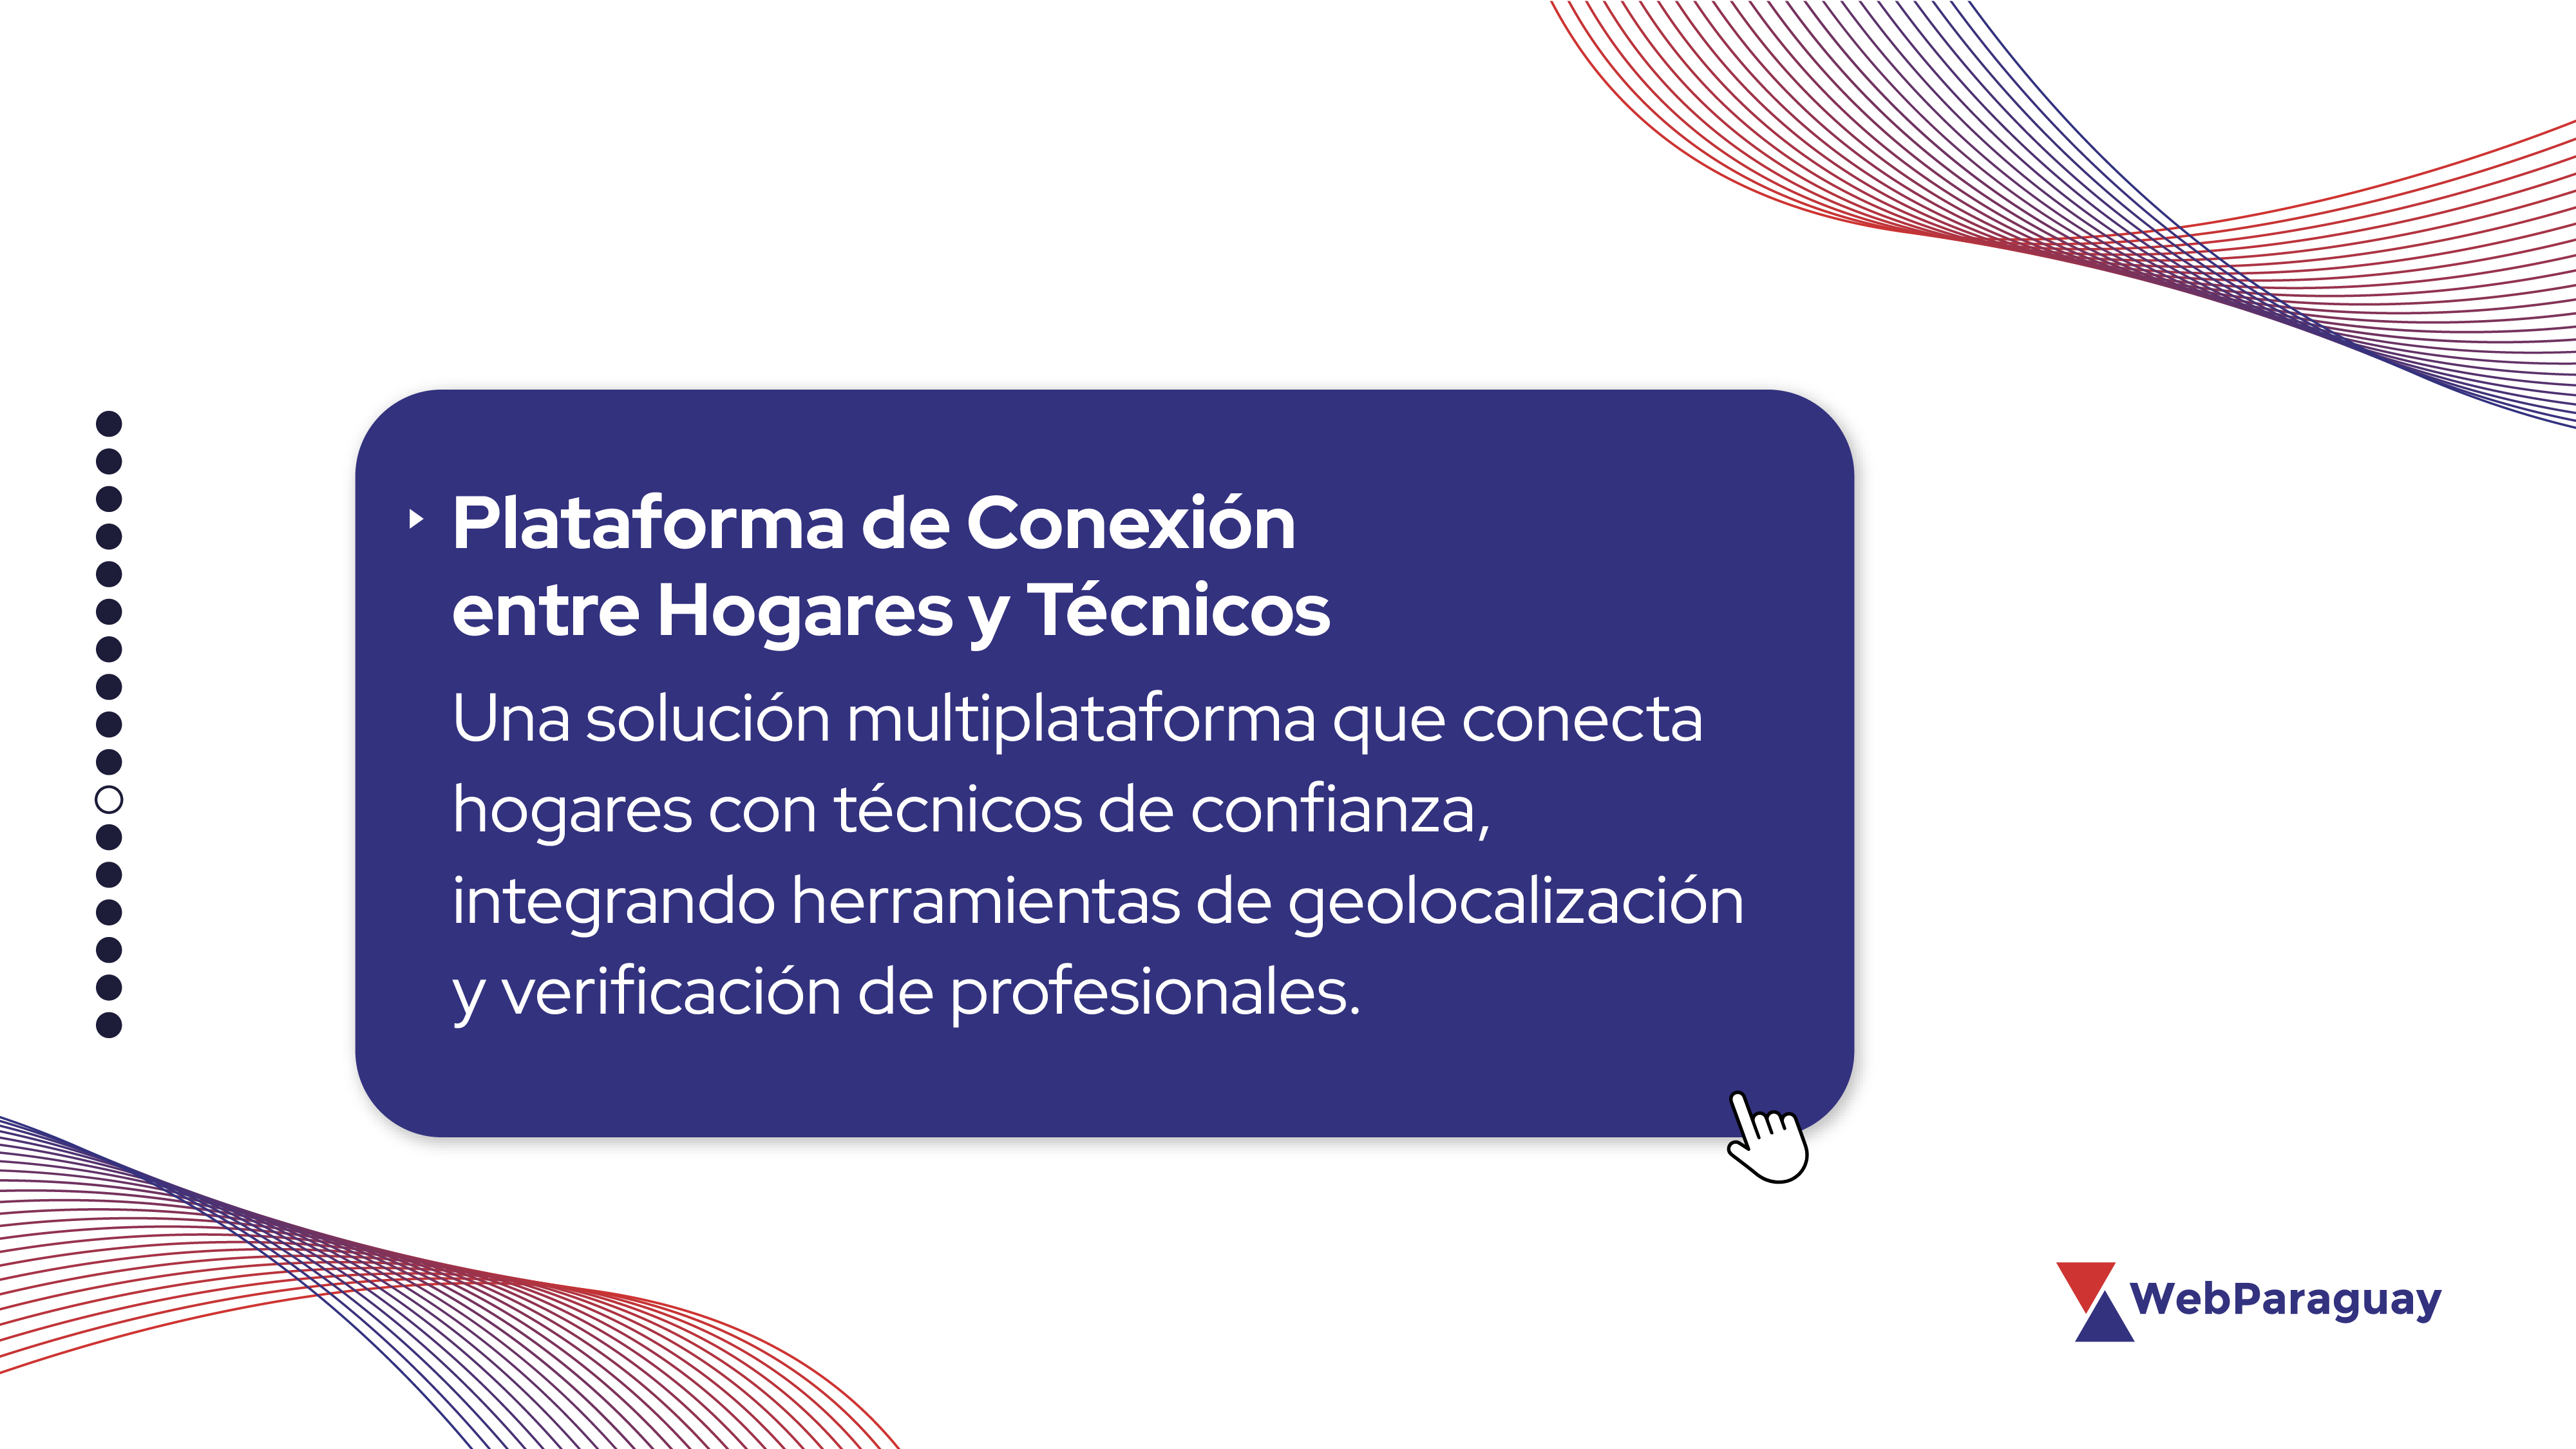 Plataforma de Conexión
entre Hogares y Técnicos
Una solución multiplataforma que conecta
hogares con técnicos de confianza,
integrando herramientas de geolocalización
y verificación de profesionales.
WebParaguay